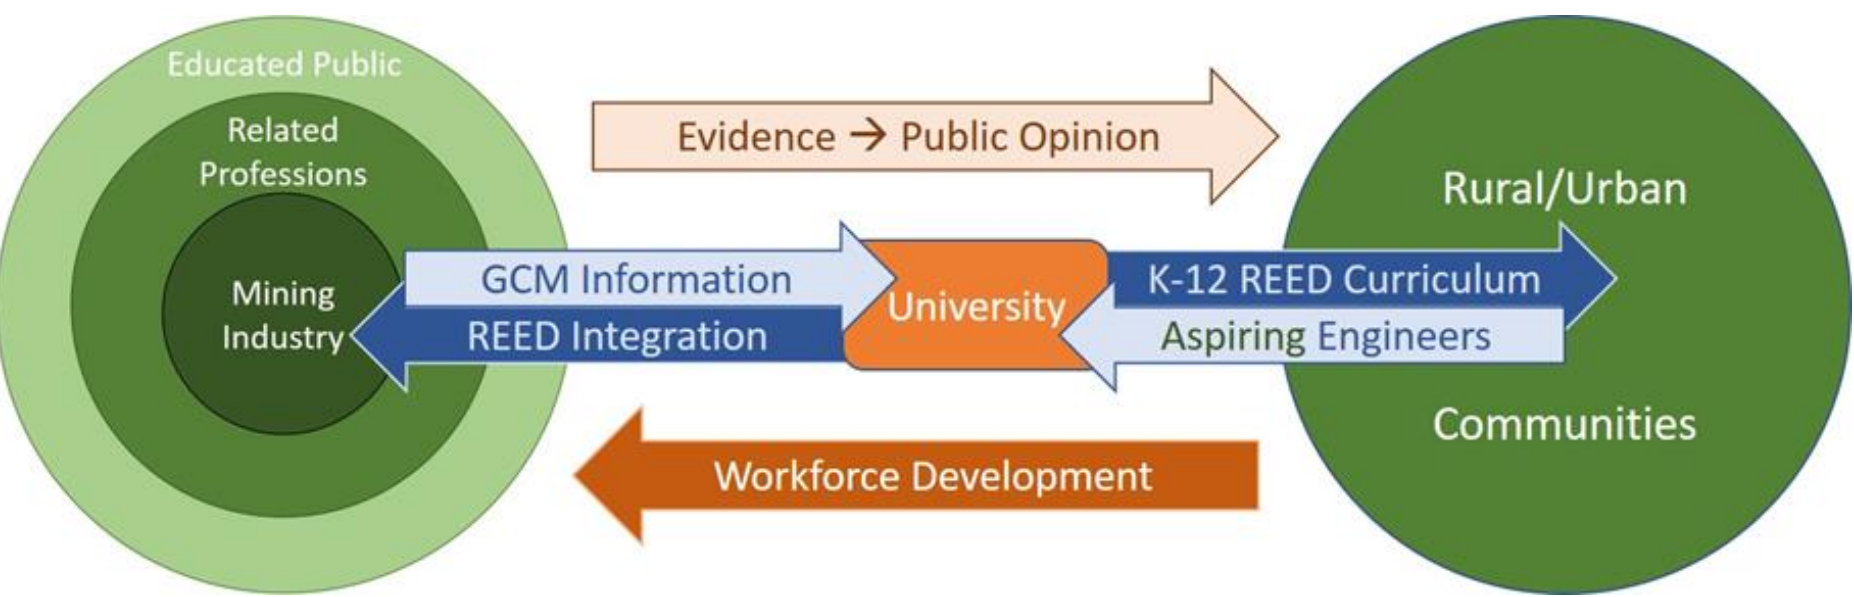 Educated Public
Related
Professions
Mining
Industry
Evidence → Public Opinion
GCM Information
REED Integration
University
K-12 REED Curriculum
Aspiring Engineers
Workforce Development
Rural/Urban
Communities